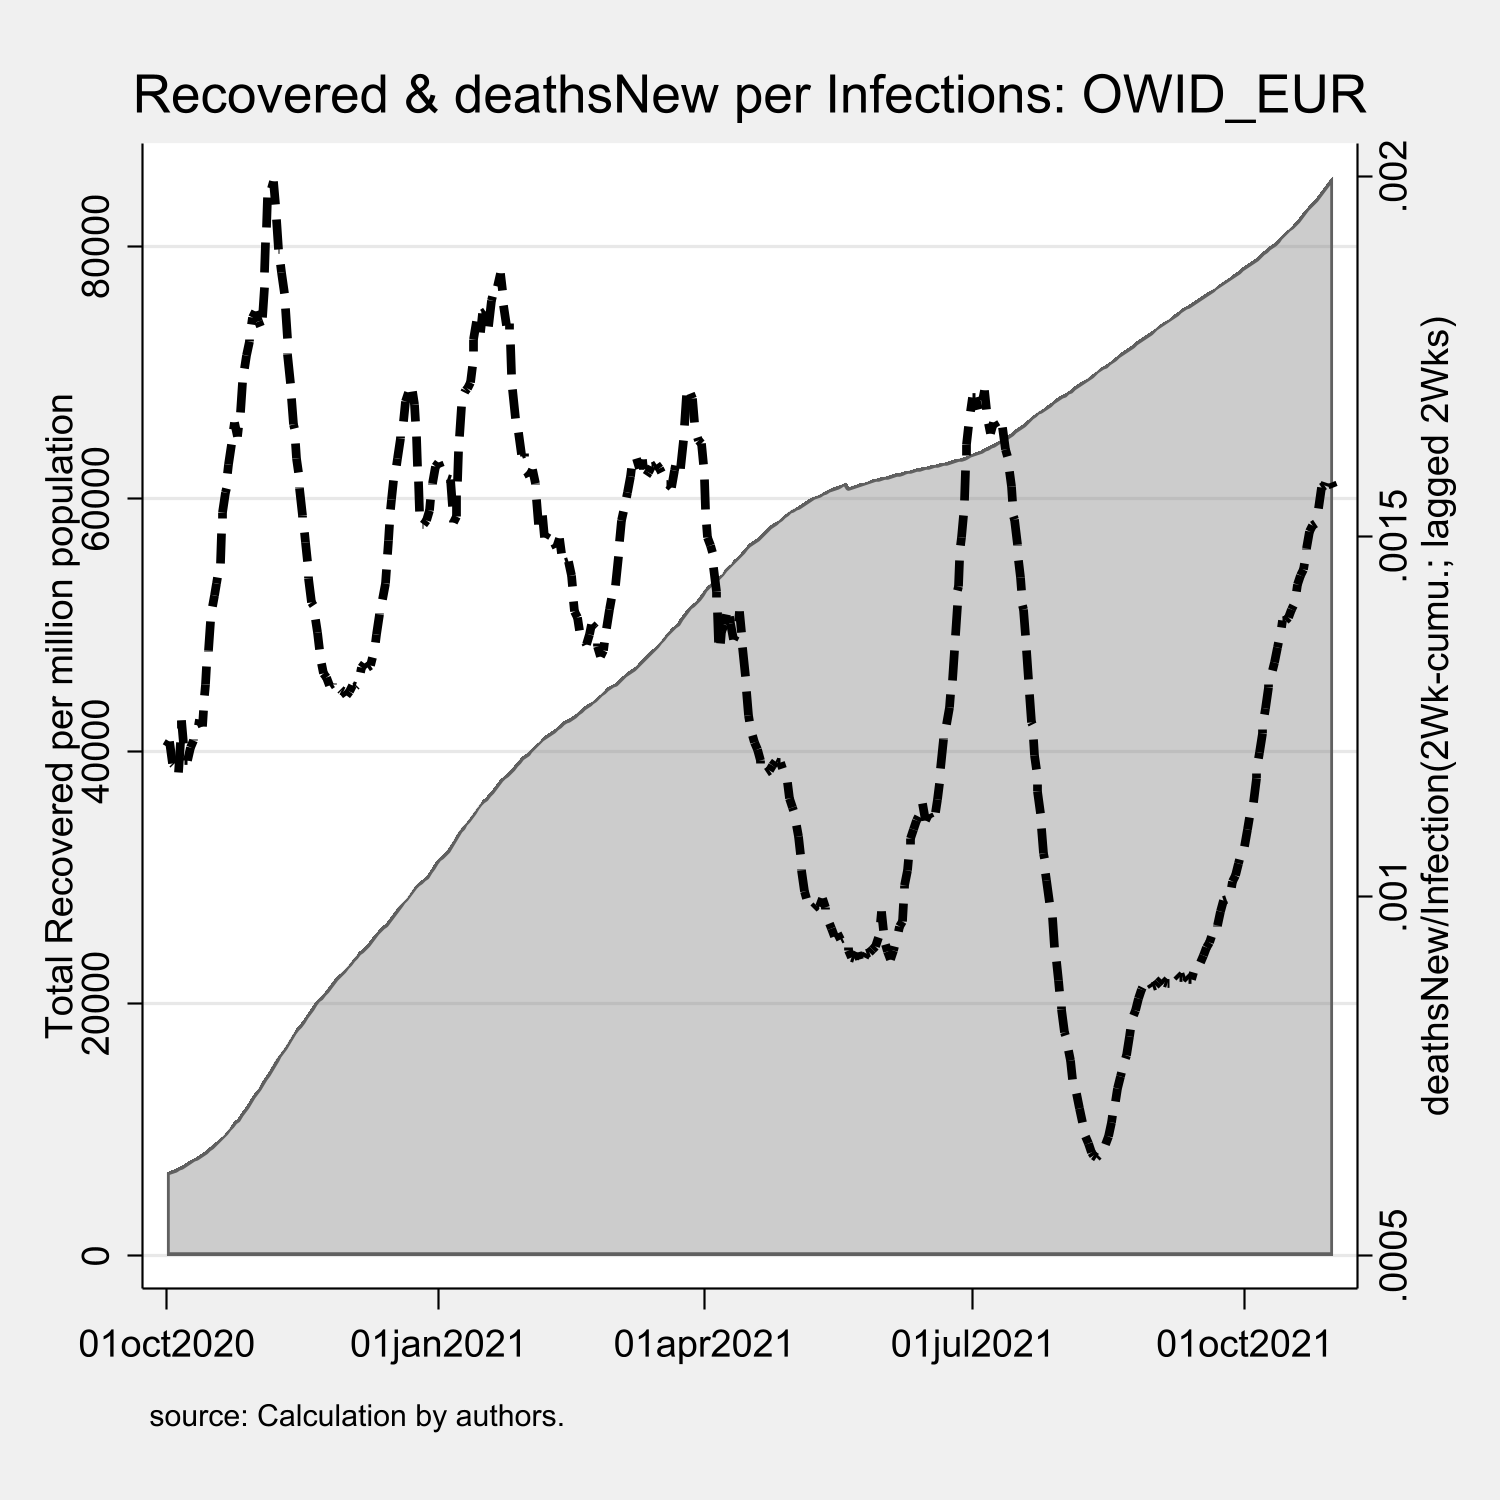 Recovered & deathsNew per Infections: OWID_EUR
Total Recovered per million population
80000
60000
40000
20000
0
.002
.0015
.001
.0005
deathsNew/Infection(2Wk-cumu.; lagged 2Wks)
01oct2020 01jan2021 01apr2021 01jul2021 01oct2021
source: Calculation by authors.